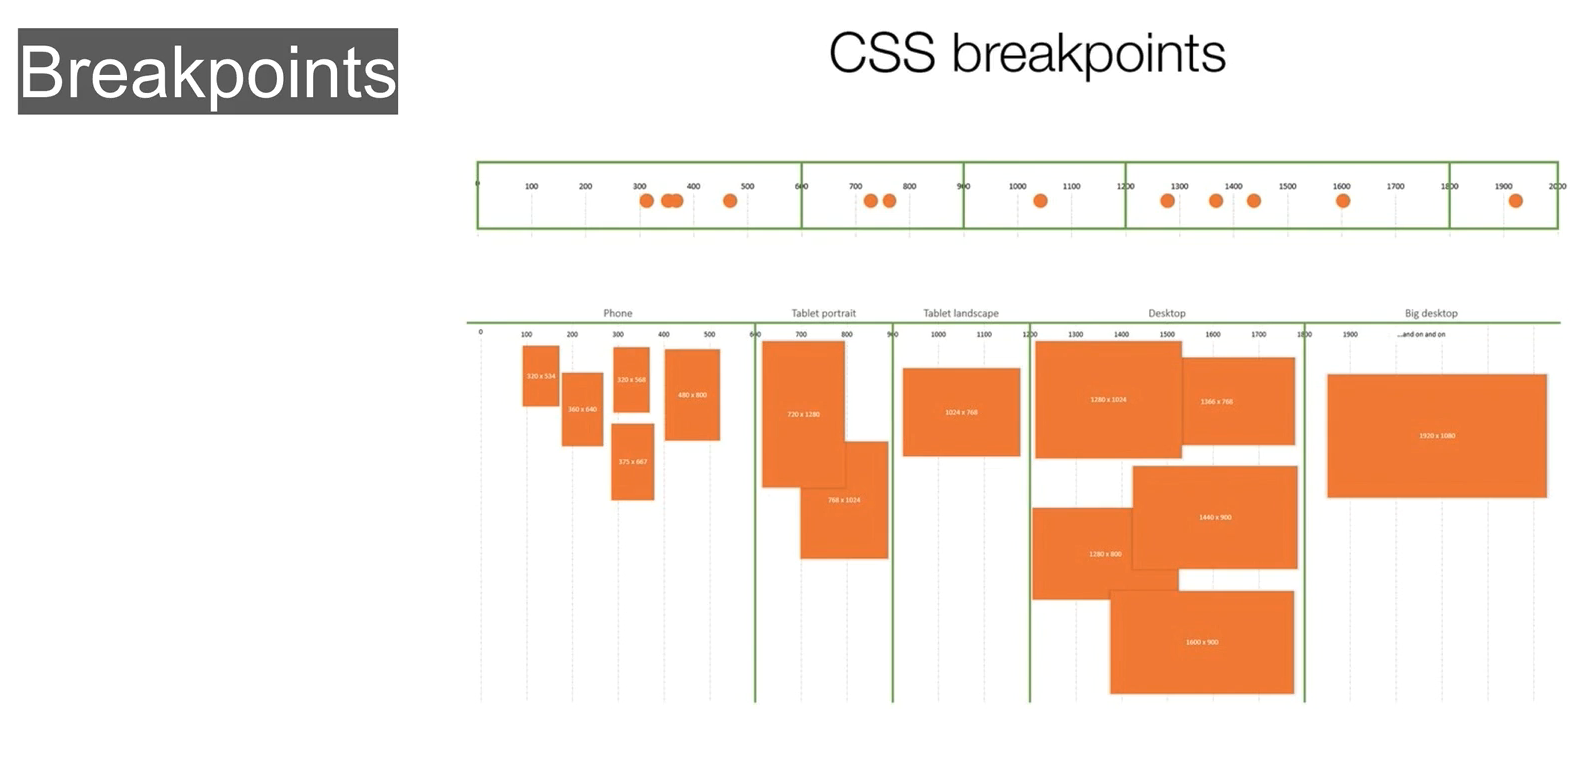 Breakpoints
CSS breakpoints
0 100 200 300 400 500 600 700 800 900 1000 1100 1200 1300 1400 1500 1600 1700 1800 1900 2000
Phone Tablet portrait Tablet landscape Desktop Big desktop
0 100 200 300 400 500 600 700 800 900 1000 1100 1200 1300 1400 1500 1600 1700 1800 1900 ...and on and on
320 x 534
360 x 640
320 x 568
375 x 667
480 x 800
720 x 1280
768 x 1024
1024 x 768
1280 x 1024
1366 x 768
1440 x 900
1280 x 800
1600 x 900
1920 x 1080